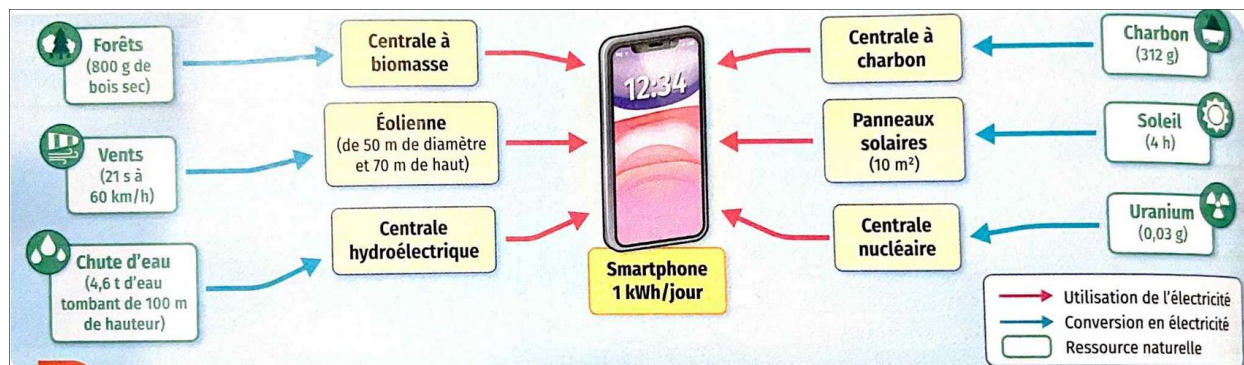 Forêts
(800 g de
bois sec)
Vents
(21 s à
60 km/h)
Chute d'eau
(4,6 t d'eau
tombant de 100 m
de hauteur)
Centrale à
biomasse
Éolienne
(de 50 m de diamètre
et 70 m de haut)
Centrale
hydroélectrique
12:34
Smartphone
1 kWh/jour
Centrale à
charbon
Panneaux
solaires
(10 m²)
Centrale
nucléaire
Charbon
(312 g)
Soleil
(4 h)
Uranium
(0,03 g)
Utilisation de l'électricité
Conversion en électricité
Ressource naturelle